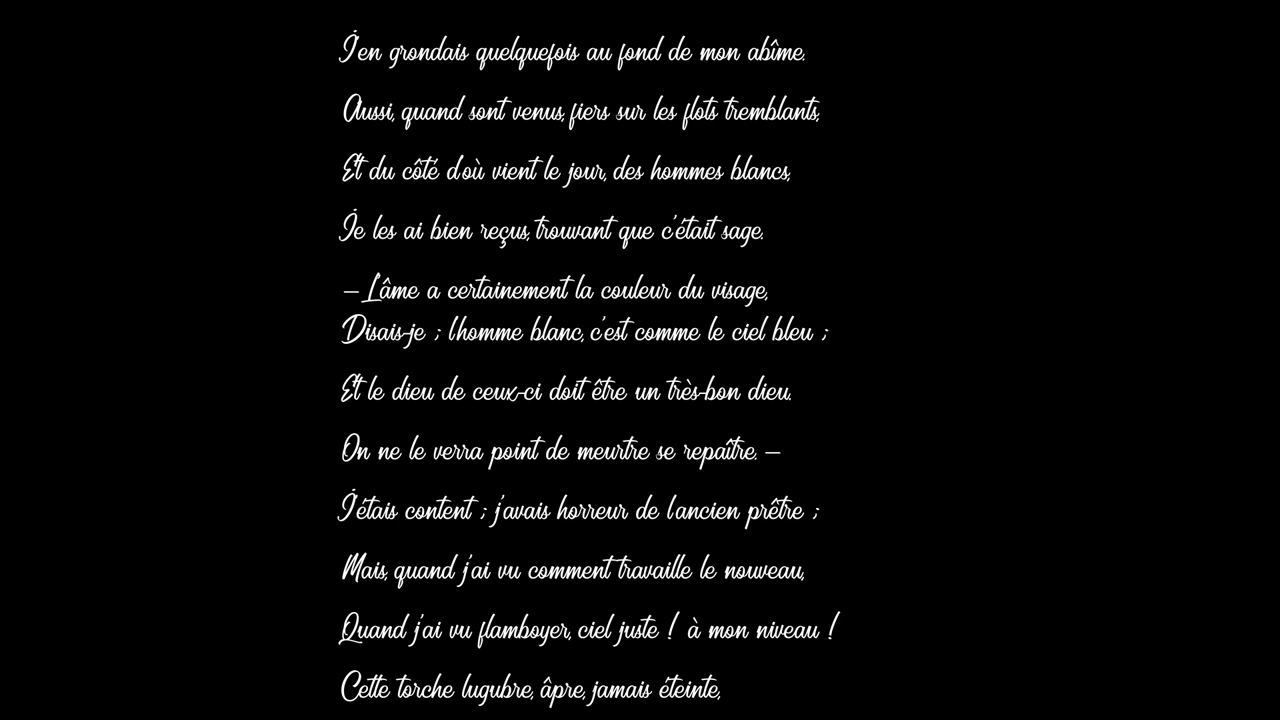 J'en grondais quelquefois au fond de mon abîme.
Aussi, quand sont venus, fiers sur les flots tremblants,
Et du côté d'où vient le jour, des hommes blancs,
Je les ai bien reçus, trouvant que c'était sage.
— L'âme a certainement la couleur du visage,
Disais-je ; l'homme blanc, c'est comme le ciel bleu ;
Et le dieu de ceux-ci doit être un très-bon dieu.
On ne le verra point de meurtre se repaître. —
J'étais content ; j'avais horreur de l'ancien prêtre ;
Mais, quand j'ai vu comment travaille le nouveau,
Quand j'ai vu flamboyer, ciel juste ! à mon niveau !
Cette torche lugubre, âpre, jamais éteinte,